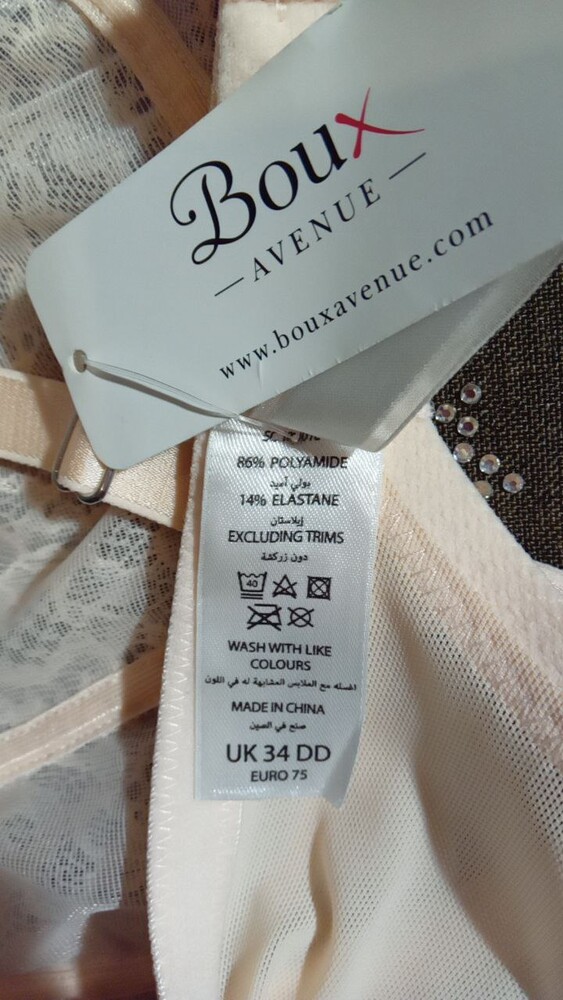 Boux
— AVENUE —
www.bouxavenue.com
86% POLYAMIDE
بولي أميد
14% ELASTANE
إيلاستان
EXCLUDING TRIMS
دون زركشة
40
WASH WITH LIKE
COLOURS
اغسله مع الملابس المشابهة له في اللون
MADE IN CHINA
صنع في الصين
UK 34 DD
EURO 75